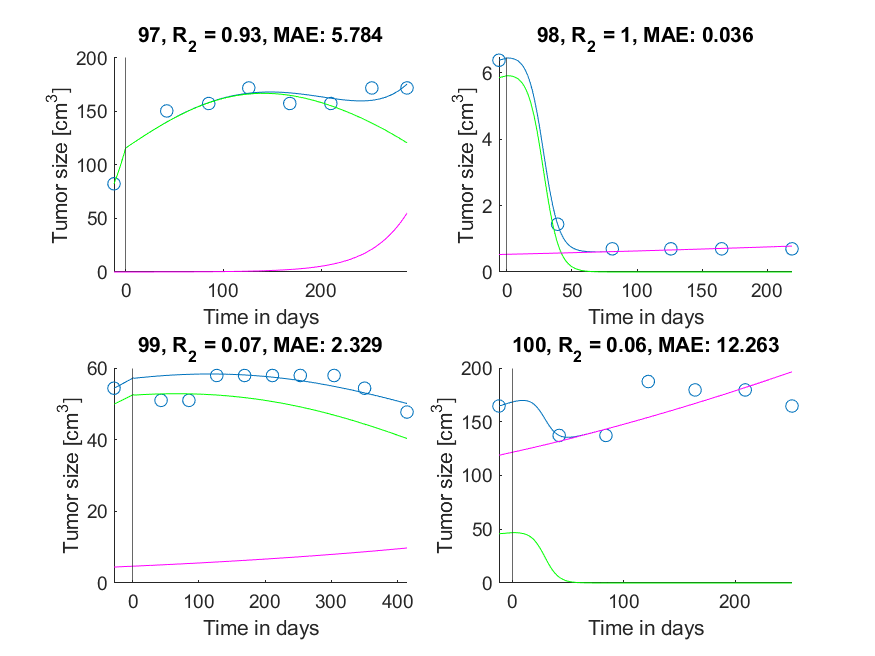 97, R2 = 0.93, MAE: 5.784
Tumor size [cm3]
200
150
100
50
0
0 100 200
Time in days
98, R2 = 1, MAE: 0.036
Tumor size [cm3]
6
4
2
0
0 50 100 150 200
Time in days
99, R2 = 0.07, MAE: 2.329
Tumor size [cm3]
60
40
20
0
0 100 200 300 400
Time in days
100, R2 = 0.06, MAE: 12.263
Tumor size [cm3]
200
150
100
50
0
0 100 200
Time in days